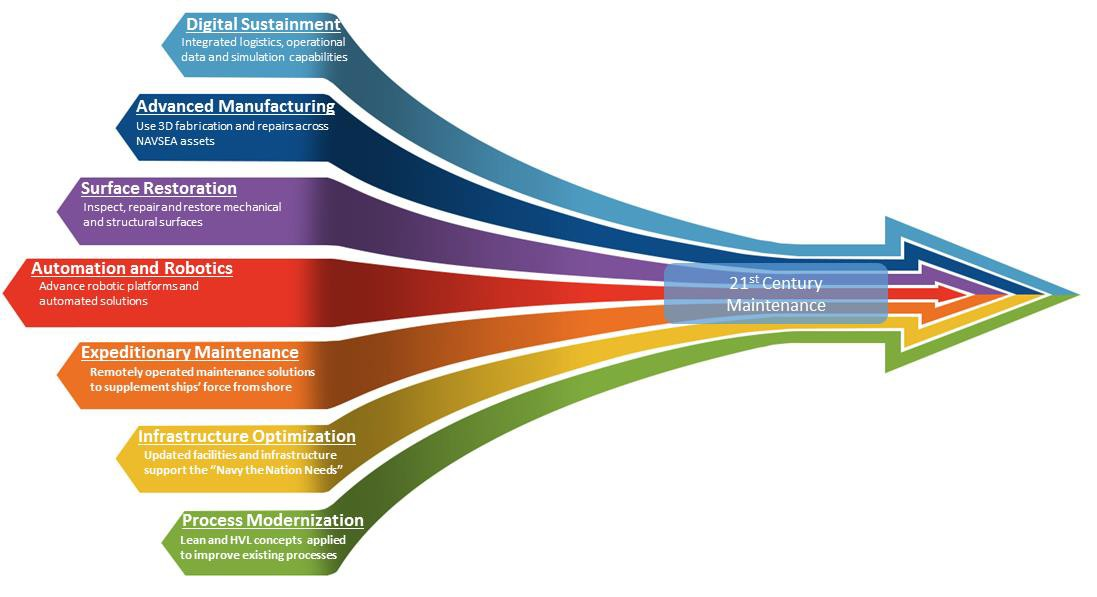 Digital Sustainment
Integrated logistics, operational
data and simulation capabilities
Advanced Manufacturing
Use 3D fabrication and repairs across
NAVSEA assets
Surface Restoration
Inspect, repair and restore mechanical
and structural surfaces
Automation and Robotics
Advance robotic platforms and
automated solutions
Expeditionary Maintenance
Remotely operated maintenance solutions
to supplement ships’ force from shore
Infrastructure Optimization
Updated facilities and infrastructure
support the “Navy the Nation Needs”
Process Modernization
Lean and HVL concepts applied
to improve existing processes
21st Century
Maintenance